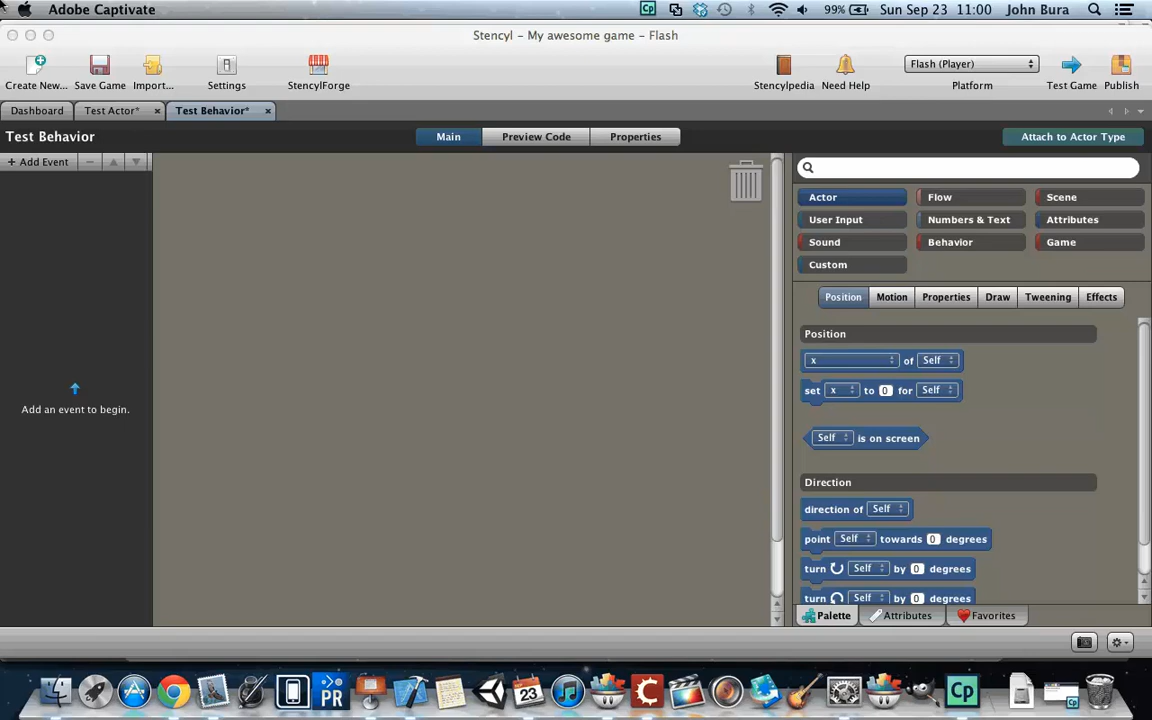 Adobe Captivate
99%
Sun Sep 23 11:00
John Bura
Stencyl - My awesome game - Flash
Create New...
Save Game
Import...
Settings
StencylForge
Stencylpedia
Need Help
Flash (Player)
Platform
Test Game
Publish
Dashboard
Test Actor*
Test Behavior*
Test Behavior
Main
Preview Code
Properties
Attach to Actor Type
+ Add Event
Add an event to begin.
Actor
Flow
Scene
User Input
Numbers & Text
Attributes
Sound
Behavior
Game
Custom
Position
Motion
Properties
Draw
Tweening
Effects
Position
x of Self
set x to 0 for Self
Self is on screen
Direction
direction of Self
point Self towards 0 degrees
turn Self by 0 degrees
turn Self by 0 degrees
Palette
Attributes
Favorites
PR
23
Cp